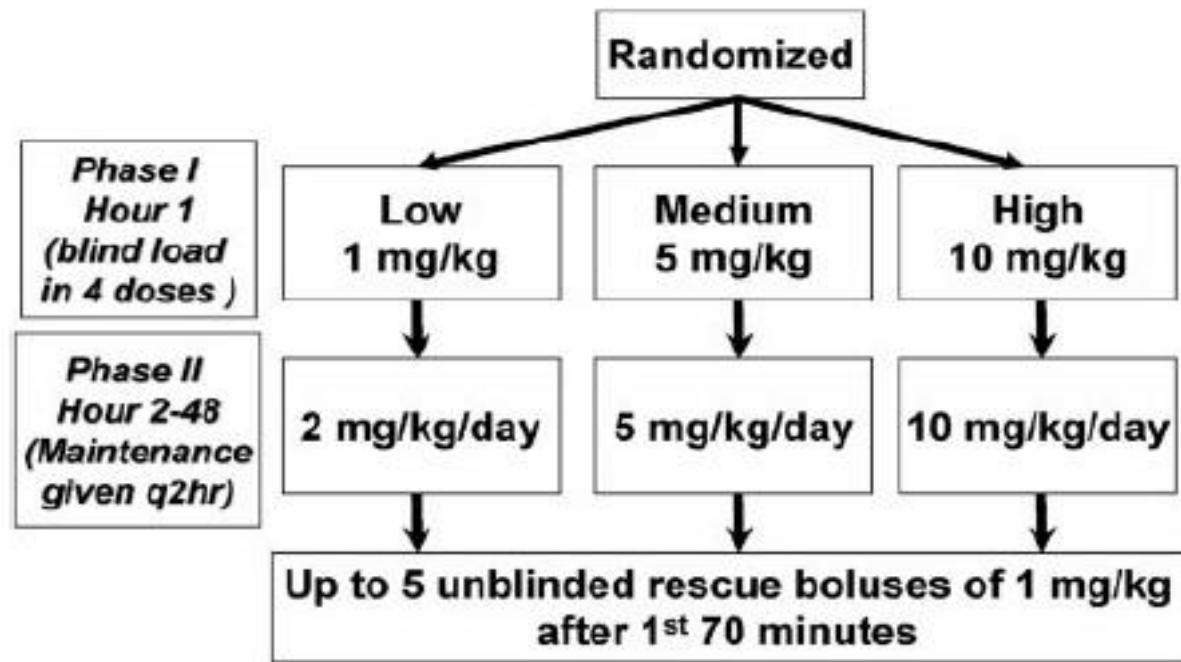 Randomized
Phase I
Hour 1
(blind load
in 4 doses )
Low
1 mg/kg
Medium
5 mg/kg
High
10 mg/kg
Phase II
Hour 2-48
(Maintenance
given q2hr)
2 mg/kg/day
5 mg/kg/day
10 mg/kg/day
Up to 5 unblinded rescue boluses of 1 mg/kg
after 1st 70 minutes